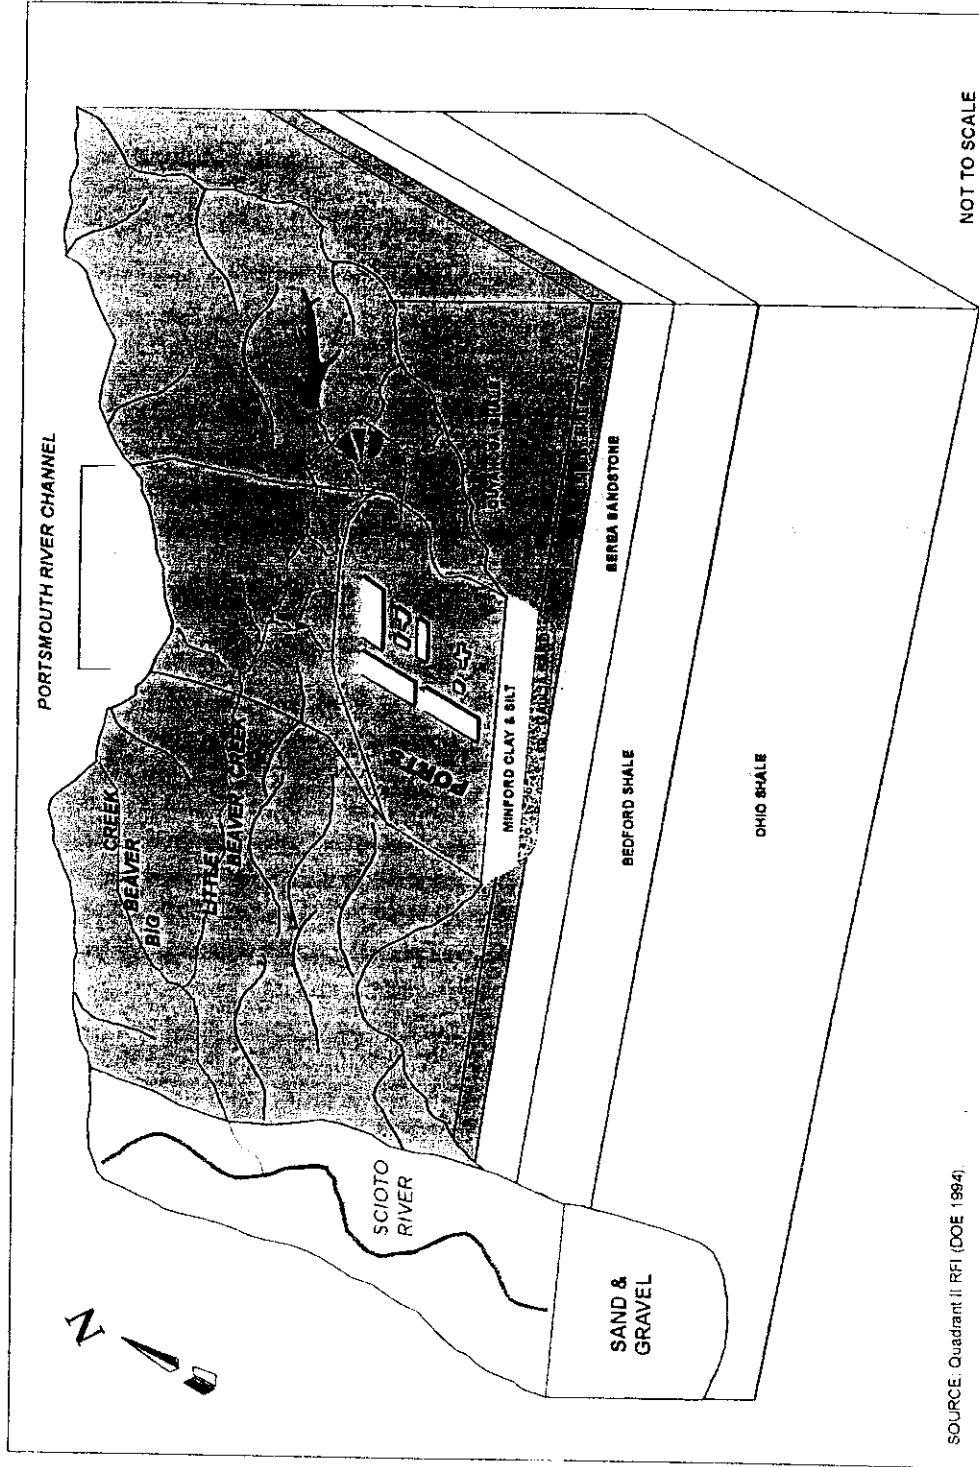 PORTSMOUTH RIVER CHANNEL
N
BIG
BEAVER
CREEK
LITTLE
BEAVER CREEK
SCIOTO
RIVER
PORTS
MINFORD CLAY & SILT
BEREA SANDSTONE
BEDFORD SHALE
OHIO SHALE
SAND &
GRAVEL
NOT TO SCALE
SOURCE: Quadrant II RFI (DOE 1994).